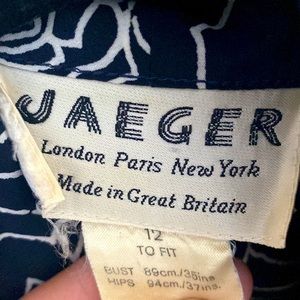 JAEGER
London Paris New York
Made in Great Britain
12
TO FIT
BUST 89cm./35ins
HIPS 94cm./37ins.